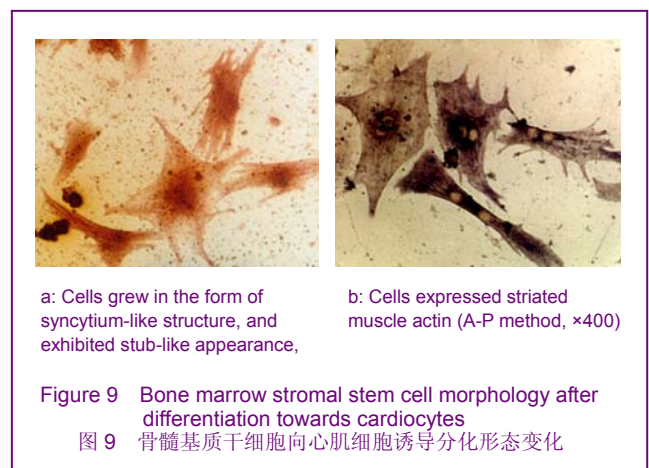 a: Cells grew in the form of
syncytium-like structure, and
exhibited stub-like appearance,
b: Cells expressed striated
muscle actin (A-P method, ×400)
Figure 9 Bone marrow stromal stem cell morphology after
differentiation towards cardiocytes
图 9 骨髓基质干细胞向心肌细胞诱导分化形态变化